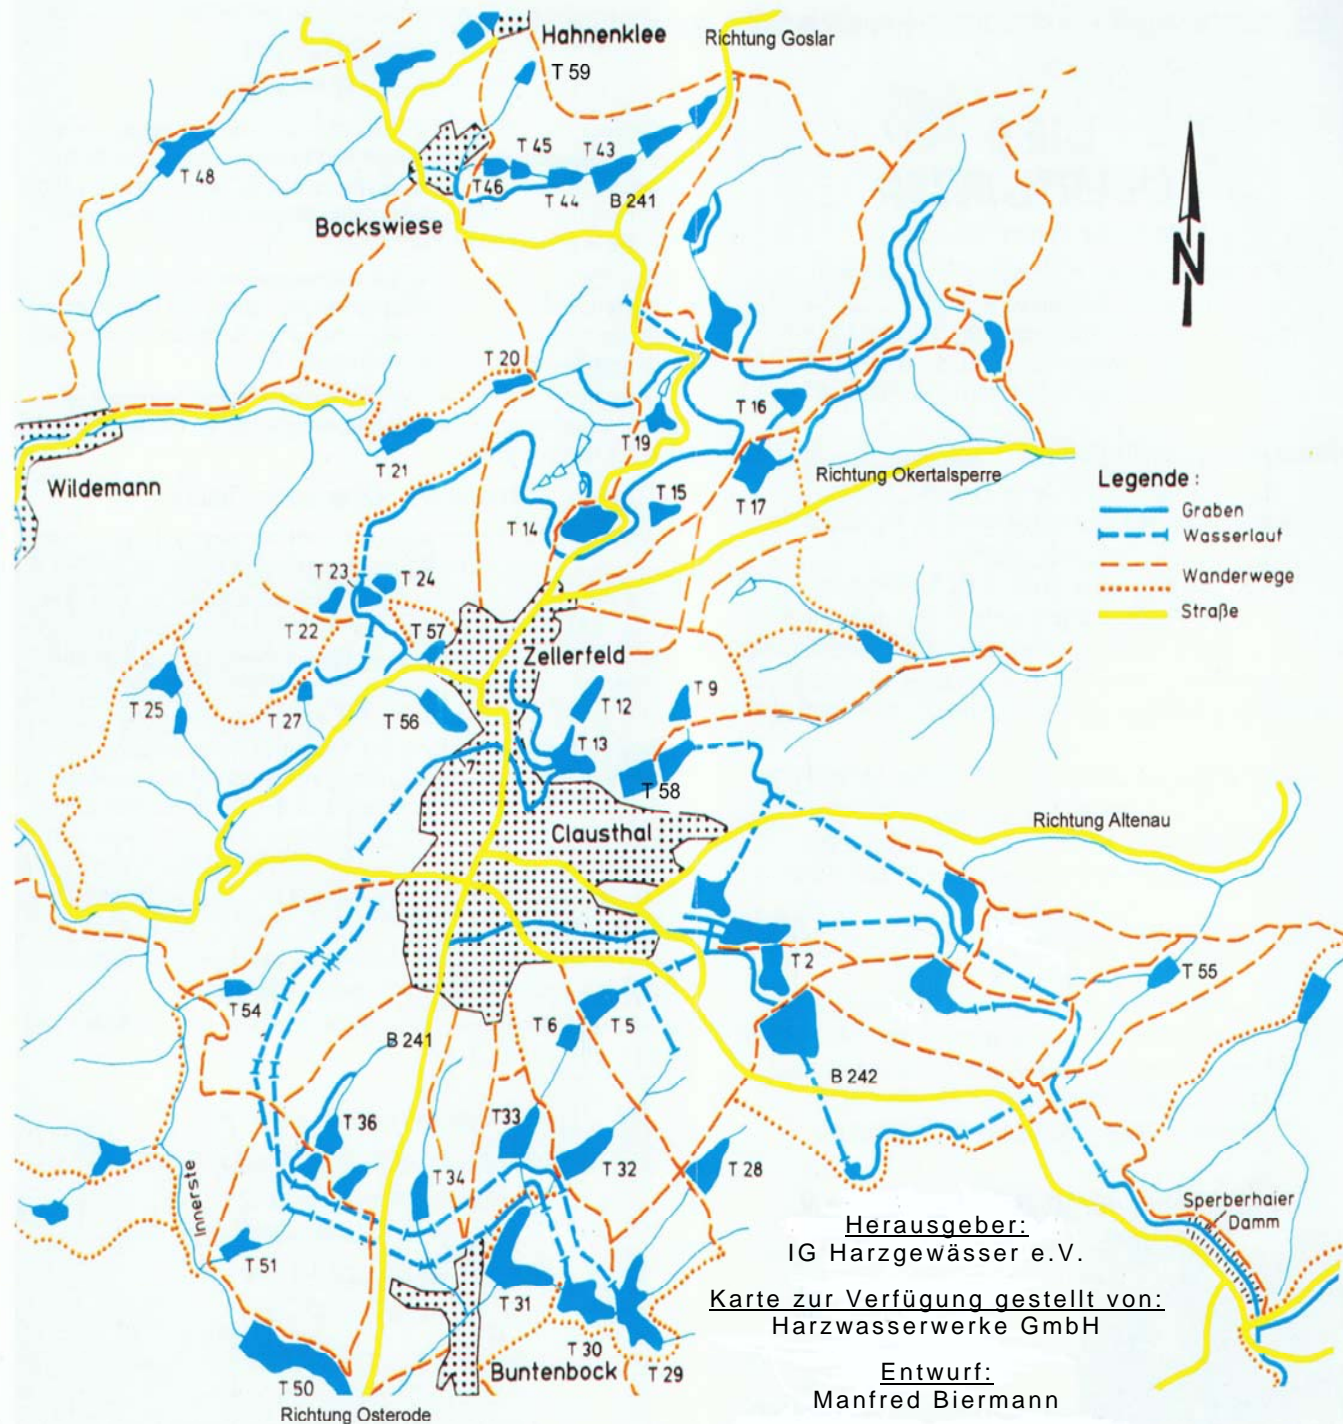 Hahnenklee
Richtung Goslar
T 59
T 45
T 43
T 48
T46
T 44
B 241
Bockswiese
N
T 20
T 16
T 19
T 21
Wildemann
Richtung Okertalsperre
T 15
T 17
T 14
Legende :
Graben
Wasserlauf
Wanderwege
Straße
T 23
T 24
T 22
T 57
Zellerfeld
T 25
T 27
T 56
T 12
T 9
T 13
7
T 58
Clausthal
Richtung Altenau
T 2
T 55
T 54
T 6
T 5
B 241
B 242
T 36
T33
T 34
T 32
T 28
Innerste
Sperberhaier
Damm
T 51
T 31
T 30
T 29
T 50
Buntenbock
Richtung Osterode
Herausgeber:
IG Harzgewässer e.V.
Karte zur Verfügung gestellt von:
Harzwasserwerke GmbH
Entwurf:
Manfred Biermann